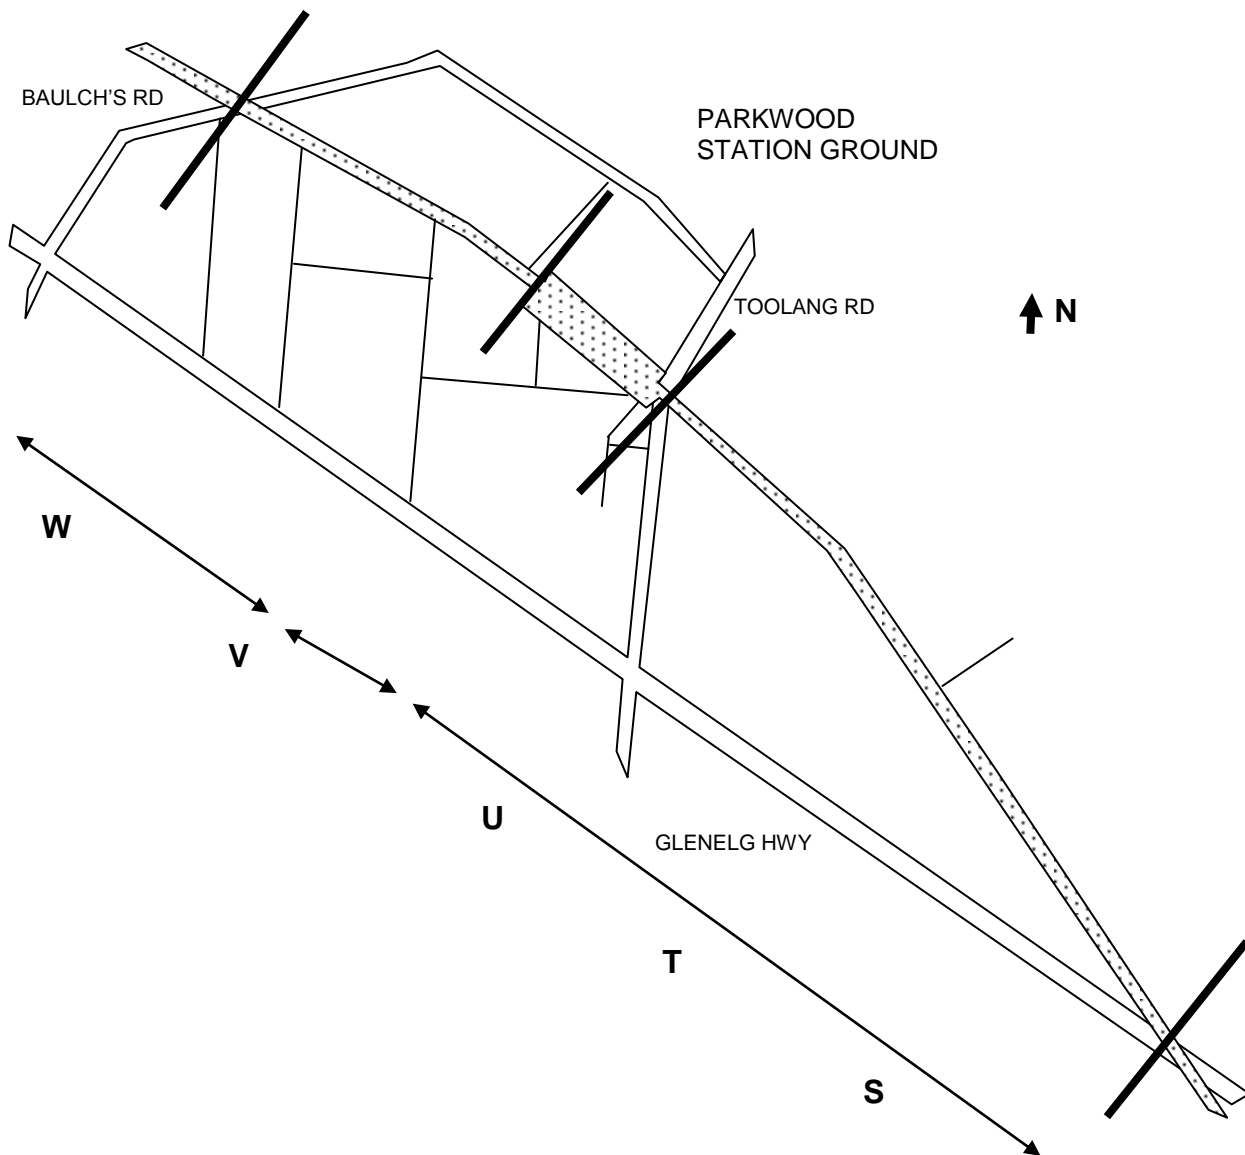 BAULCH'S RD
PARKWOOD
STATION GROUND
TOOLANG RD
N
W
V
U
GLENELG HWY
T
S